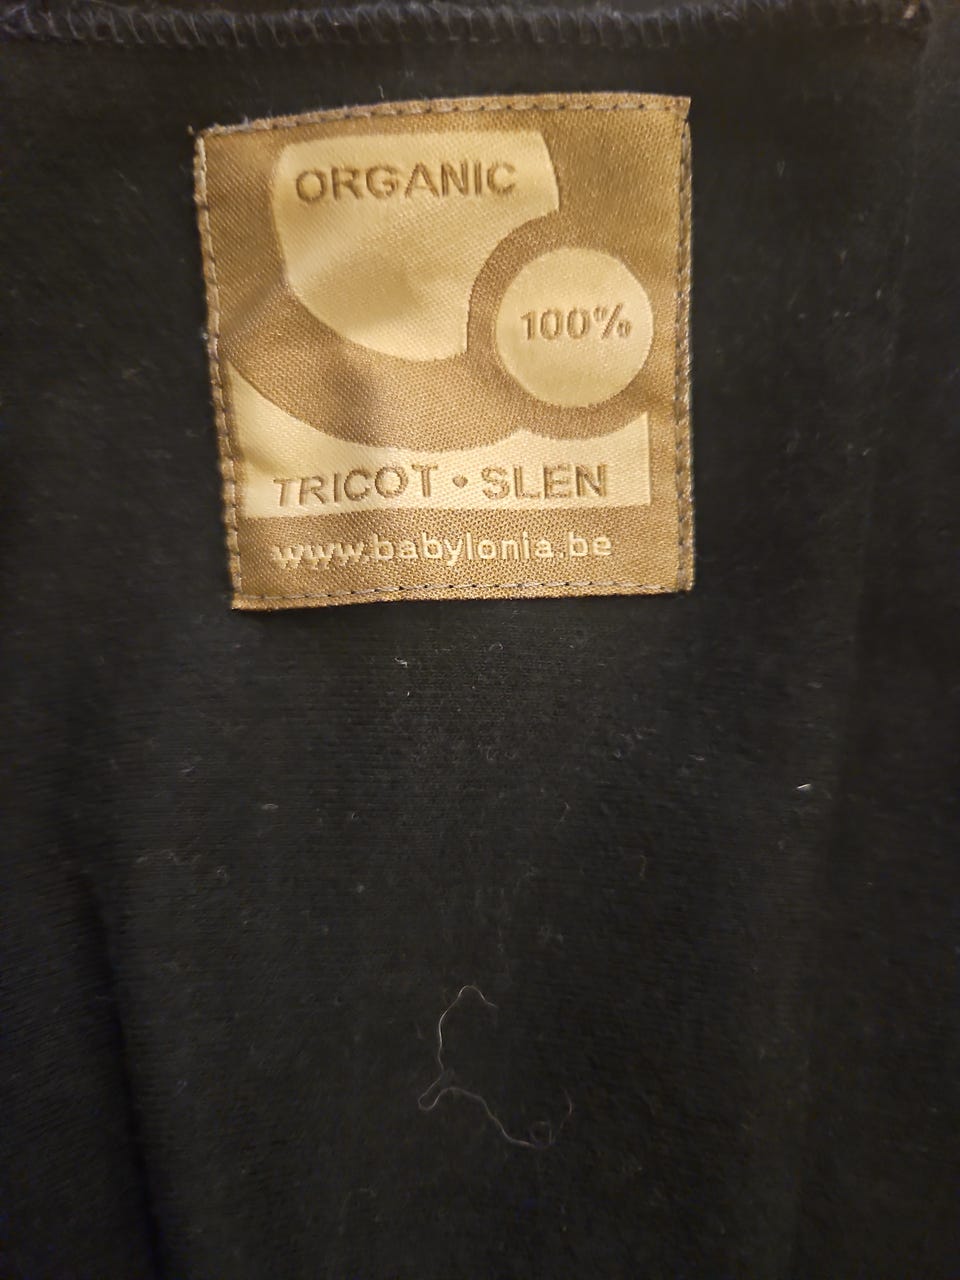 ORGANIC
100%
TRICOT • SLEN
www.babylonia.be